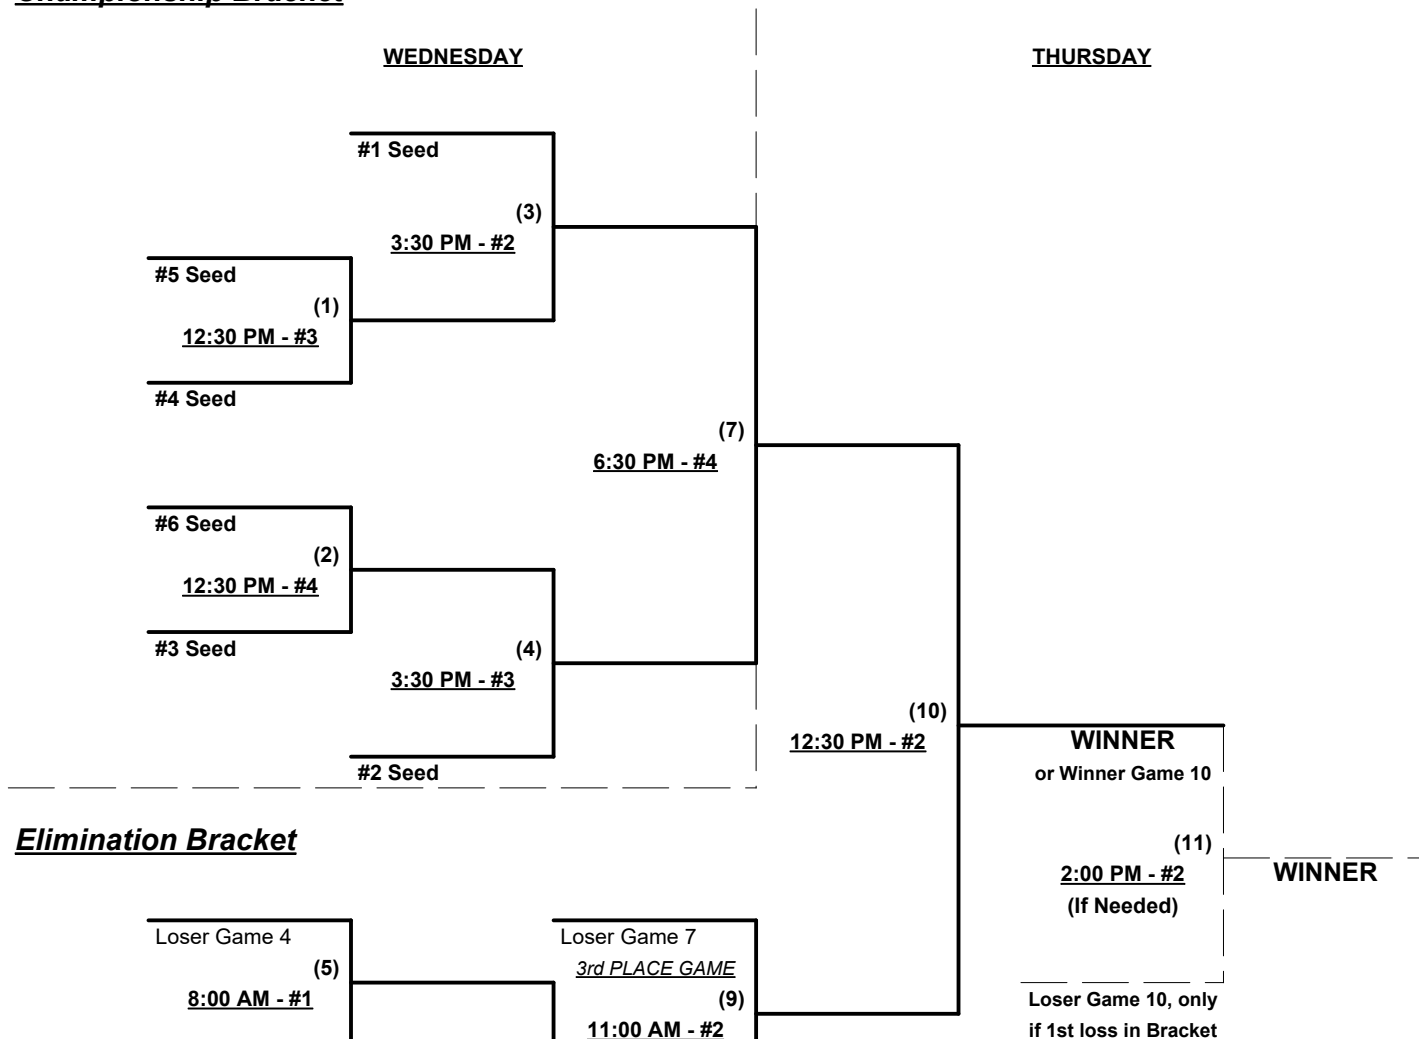 Championship Bracket
WEDNESDAY
THURSDAY
#1 Seed
(3)
3:30 PM - #2
#5 Seed
(1)
12:30 PM - #3
#4 Seed
(7)
6:30 PM - #4
#6 Seed
(2)
12:30 PM - #4
#3 Seed
(4)
3:30 PM - #3
(10)
12:30 PM - #2
WINNER
#2 Seed
or Winner Game 10
Elimination Bracket
(11)
2:00 PM - #2
WINNER
(If Needed)
Loser Game 4
Loser Game 7
(5)
3rd PLACE GAME
8:00 AM - #1
(9)
Loser Game 10, only
11:00 AM - #2
if 1st loss in Bracket